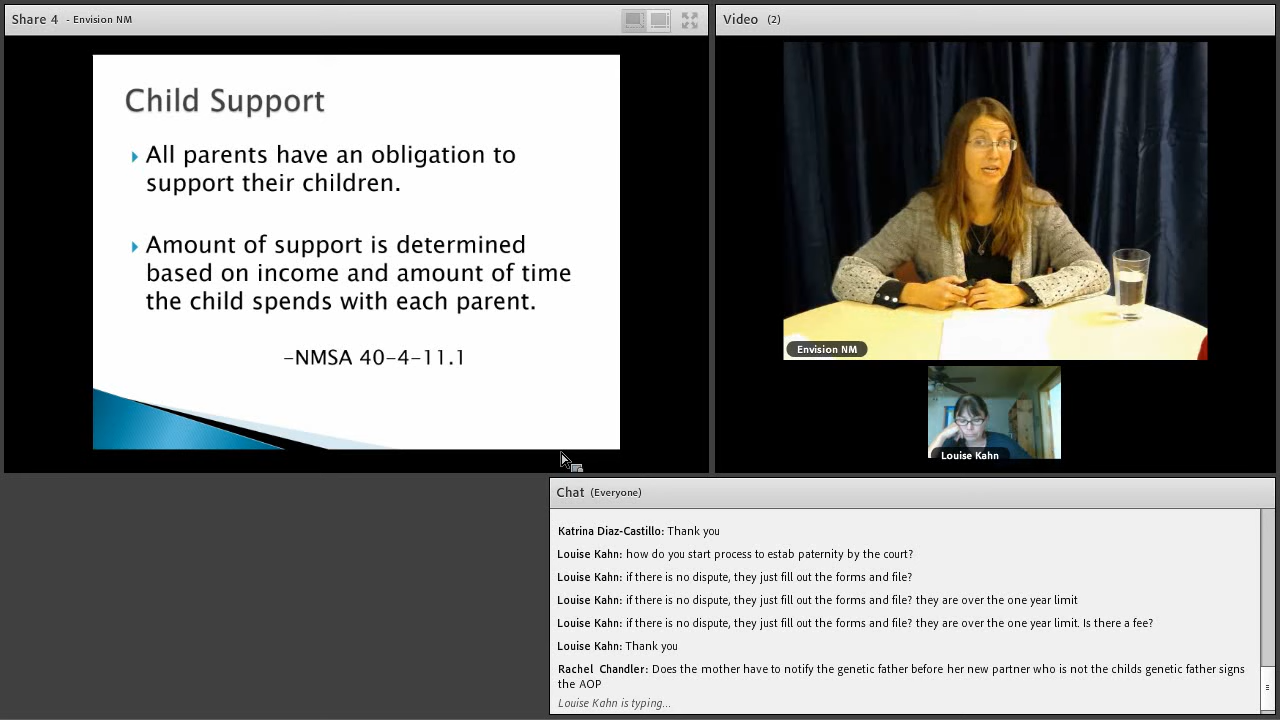 Share 4 - Envision NM
Child Support
All parents have an obligation to
support their children.
Amount of support is determined
based on income and amount of time
the child spends with each parent.
-NMSA 40-4-11.1
Video (2)
Envision NM
Louise Kahn
Chat (Everyone)
Katrina Diaz-Castillo: Thank you
Louise Kahn: how do you start process to estab paternity by the court?
Louise Kahn: if there is no dispute, they just fill out the forms and file?
Louise Kahn: if there is no dispute, they just fill out the forms and file? they are over the one year limit
Louise Kahn: if there is no dispute, they just fill out the forms and file? they are over the one year limit. Is there a fee?
Louise Kahn: Thank you
Rachel Chandler: Does the mother have to notify the genetic father before her new partner who is not the childs genetic father signs
the AOP
Louise Kahn is typing...